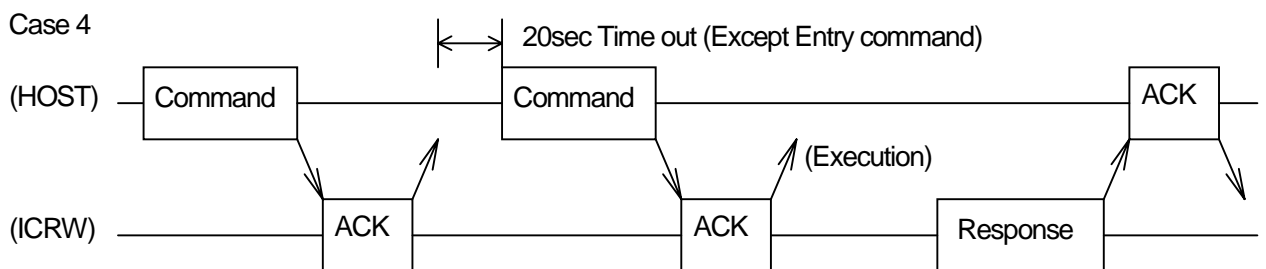 Case 4
20sec Time out (Except Entry command)
(HOST) Command Command ACK
(Execution)
(ICRW) ACK ACK Response